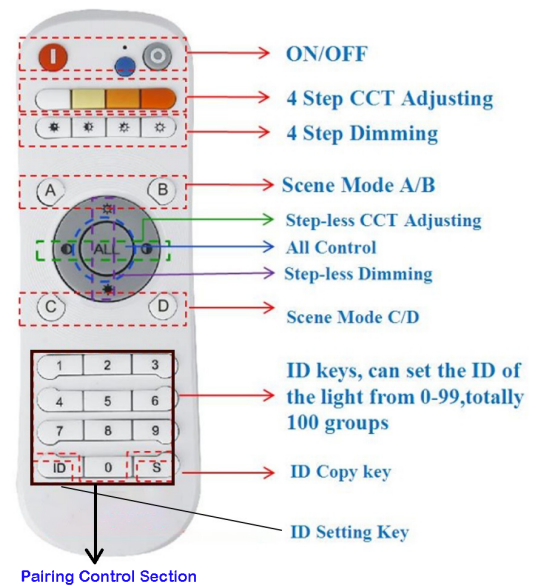 ON/OFF
4 Step CCT Adjusting
4 Step Dimming
A
B
Scene Mode A/B
Step-less CCT Adjusting
ALL
All Control
Step-less Dimming
C
D
Scene Mode C/D
1 2 3
ID keys, can set the ID of
the light from 0-99,totally
100 groups
4 5 6
7 8 9
ID 0 S
ID Copy key
ID Setting Key
Pairing Control Section